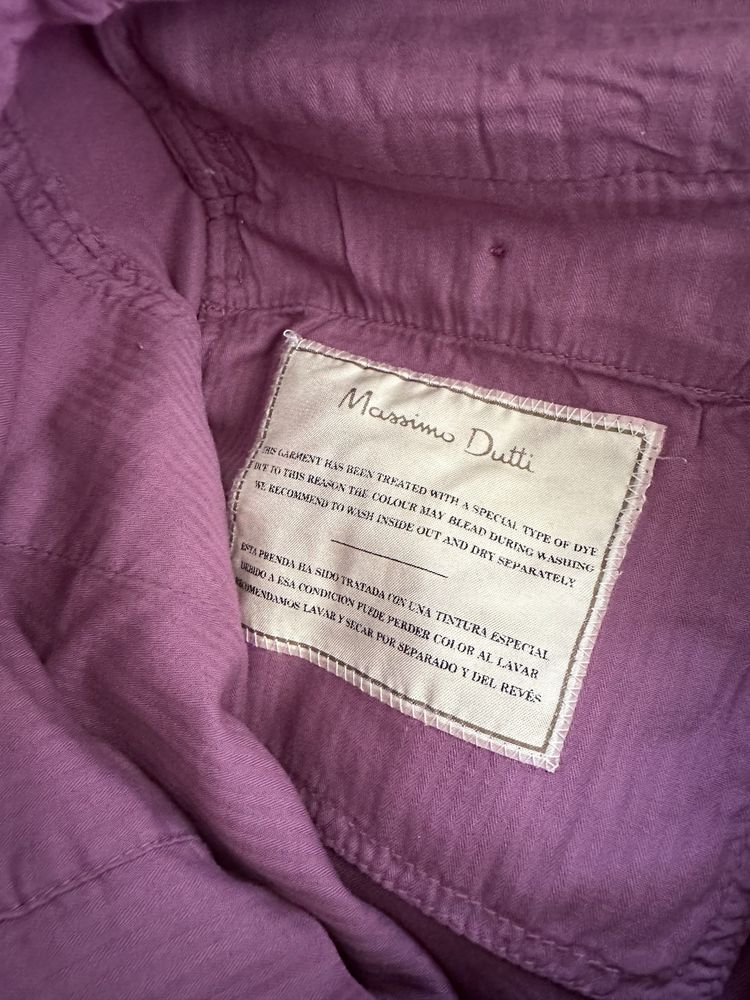 Massimo Dutti
THIS GARMENT HAS BEEN TREATED WITH A SPECIAL TYPE OF DYE
DUE TO THIS REASON THE COLOUR MAY BLEAD DURING WASHING
WE RECOMMEND TO WASH INSIDE OUT AND DRY SEPARATELY
ESTA PRENDA HA SIDO TRATADA CON UNA TINTURA ESPECIAL
DEBIDO A ESA CONDICION PUEDE PERDER COLOR AL LAVAR
RECOMENDAMOS LAVAR Y SECAR POR SEPARADO Y DEL REVÉS